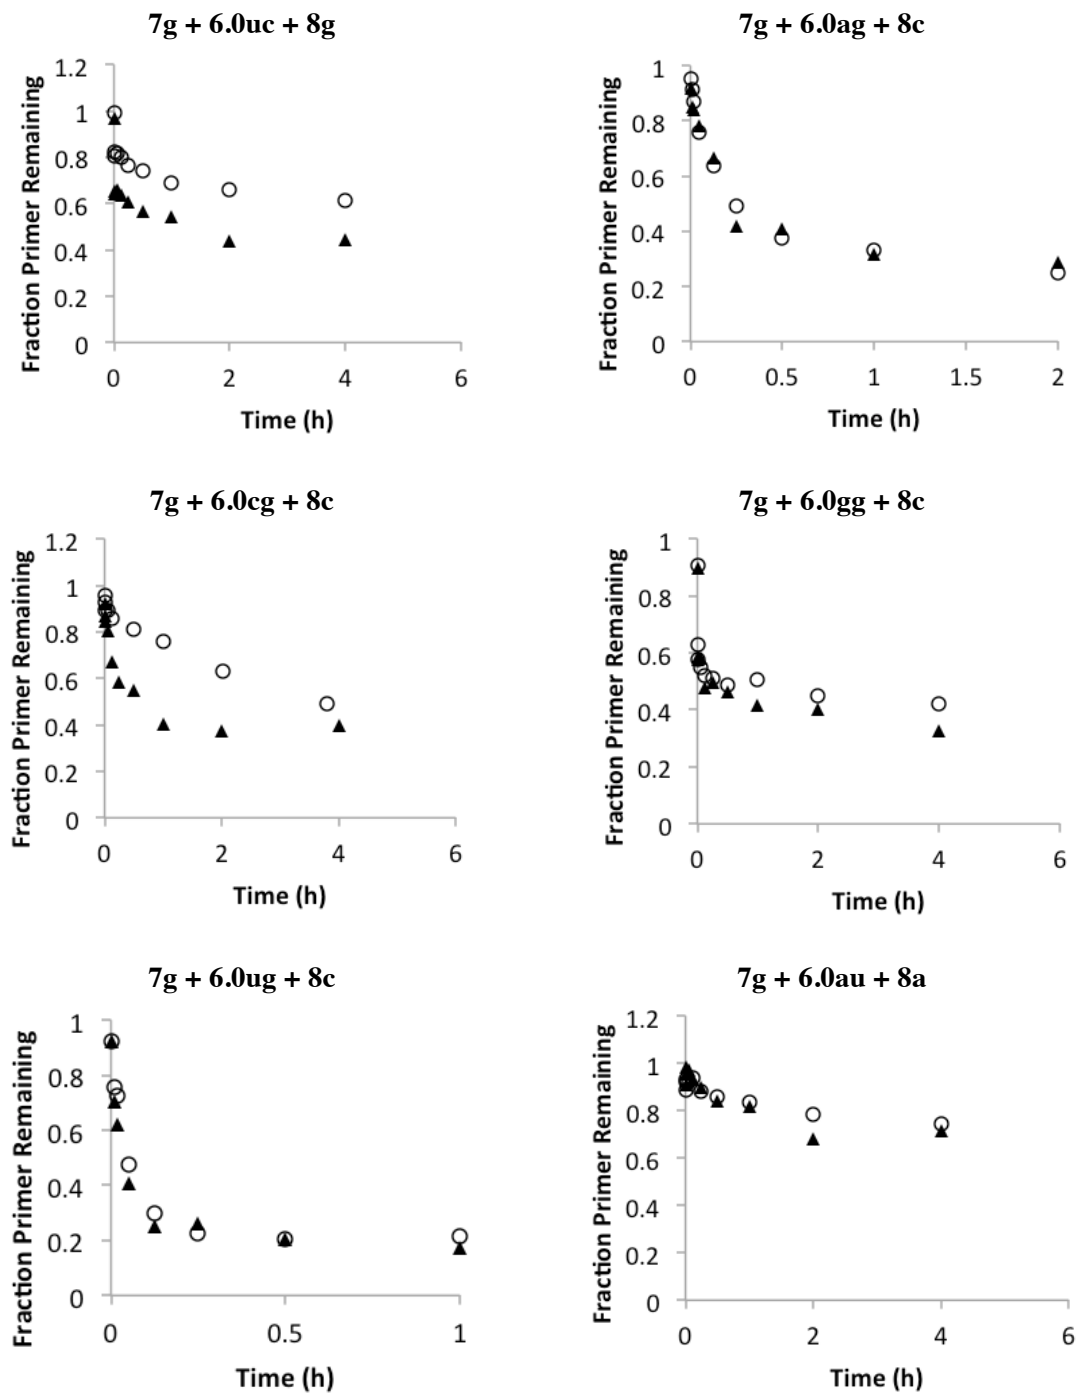 7g + 6.0uc + 8g
Fraction Primer Remaining
1.2
1
0.8
0.6
0.4
0.2
0
0 2 4 6
Time (h)
7g + 6.0ag + 8c
Fraction Primer Remaining
1
0.8
0.6
0.4
0.2
0
0 0.5 1 1.5 2
Time (h)
7g + 6.0cg + 8c
Fraction Primer Remaining
1.2
1
0.8
0.6
0.4
0.2
0
0 2 4 6
Time (h)
7g + 6.0gg + 8c
Fraction Primer Remaining
1
0.8
0.6
0.4
0.2
0
0 2 4 6
Time (h)
7g + 6.0ug + 8c
Fraction Primer Remaining
1
0.8
0.6
0.4
0.2
0
0 0.5 1
Time (h)
7g + 6.0au + 8a
Fraction Primer Remaining
1.2
1
0.8
0.6
0.4
0.2
0
0 2 4 6
Time (h)